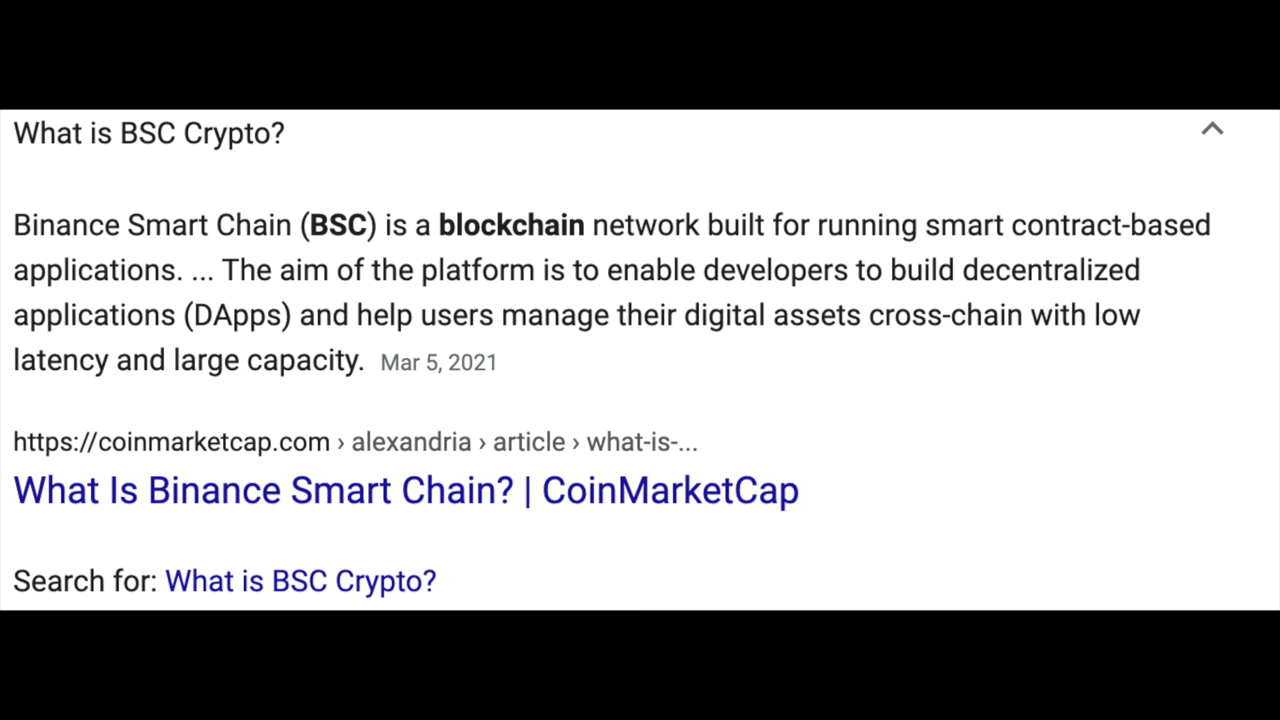 What is BSC Crypto?
Binance Smart Chain (BSC) is a blockchain network built for running smart contract-based
applications. ... The aim of the platform is to enable developers to build decentralized
applications (DApps) and help users manage their digital assets cross-chain with low
latency and large capacity. Mar 5, 2021
https://coinmarketcap.com › alexandria › article › what-is-...
What Is Binance Smart Chain? | CoinMarketCap
Search for: What is BSC Crypto?